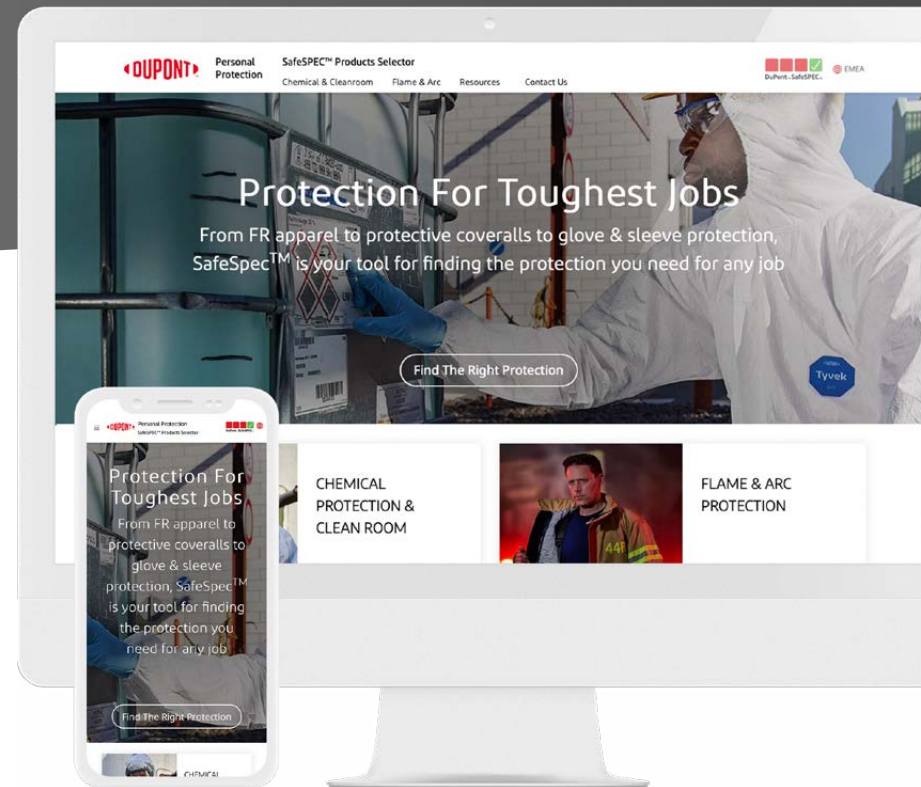 DUPONT
Personal
Protection
SafeSPEC™ Products Selector
Chemical & Cleanroom Flame & Arc Resources Contact Us
DuPont™ SafeSPEC™
EMEA
Protection For Toughest Jobs
From FR apparel to protective coveralls to glove & sleeve protection,
SafeSpec™ is your tool for finding the protection you need for any job
Find The Right Protection
Tyvek
CHEMICAL
PROTECTION &
CLEAN ROOM
441
FLAME & ARC
PROTECTION
DUPONT
Personal Protection
SafeSPEC™ Products Selector
Protection For
Toughest Jobs
From FR apparel to
protective coveralls to
glove & sleeve
protection, SafeSpec™
is your tool for finding
the protection you
need for any job
Find The Right Protection
CHEMICAL